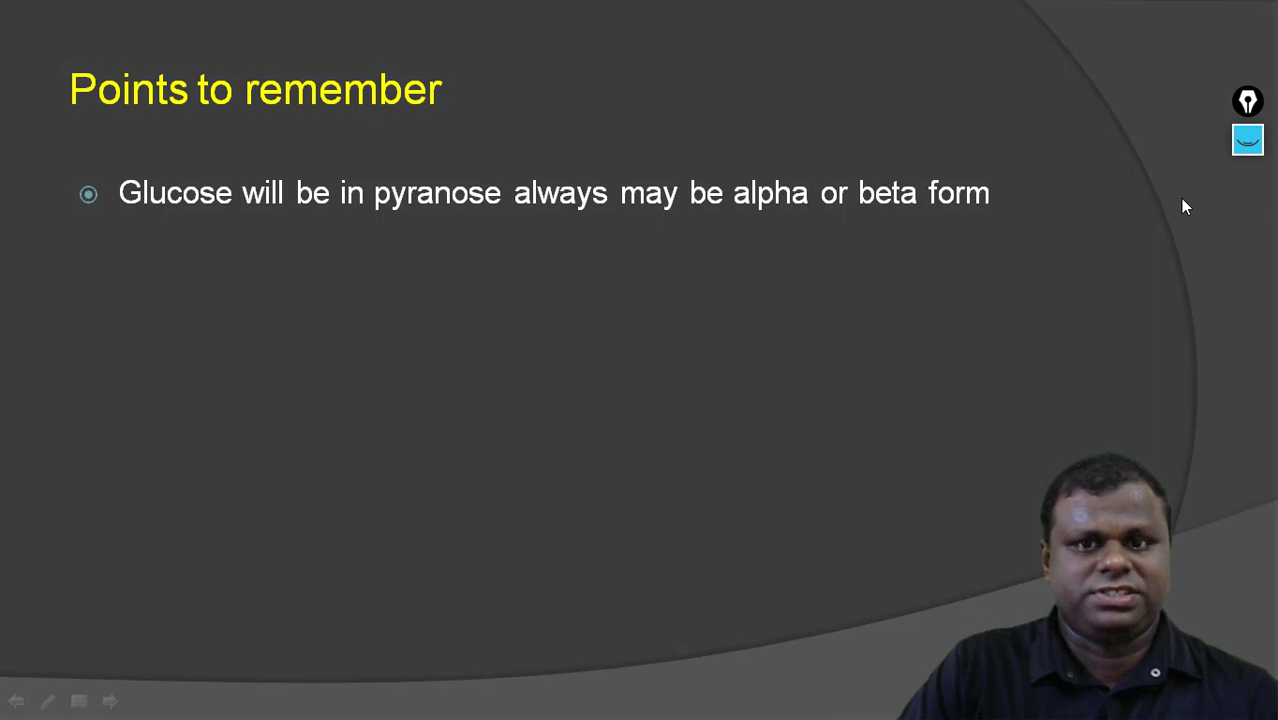 Points to remember
Glucose will be in pyranose always may be alpha or beta form